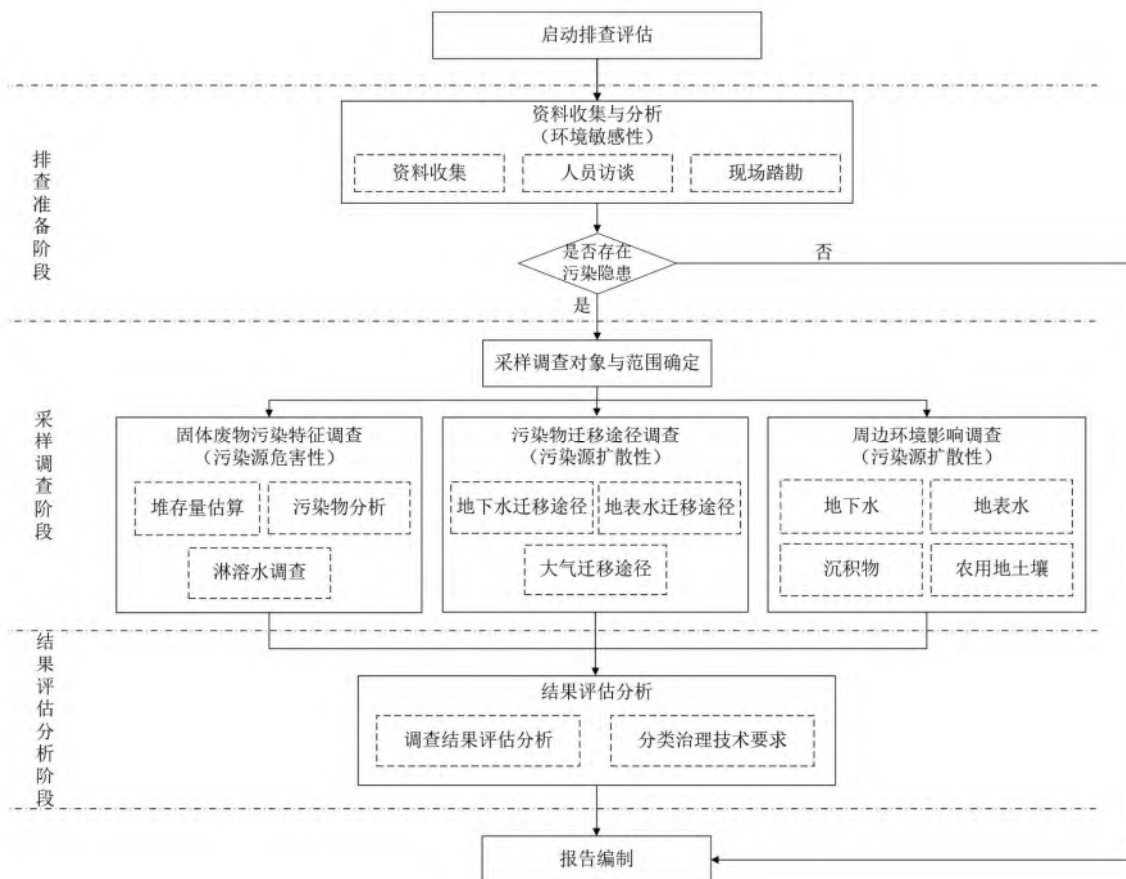 启动排查评估
排查准备阶段
资料收集与分析
（环境敏感性）
资料收集
人员访谈
现场踏勘
是否存在
污染隐患
否
是
采样调查阶段
采样调查对象与范围确定
固体废物污染特征调查
（污染源危害性）
堆存量估算
污染物分析
淋溶水调查
污染物迁移途径调查
（污染源扩散性）
地下水迁移途径
地表水迁移途径
大气迁移途径
周边环境影响调查
（污染源扩散性）
地下水
地表水
沉积物
农用地土壤
结果评估分析阶段
结果评估分析
调查结果评估分析
分类治理技术要求
报告编制